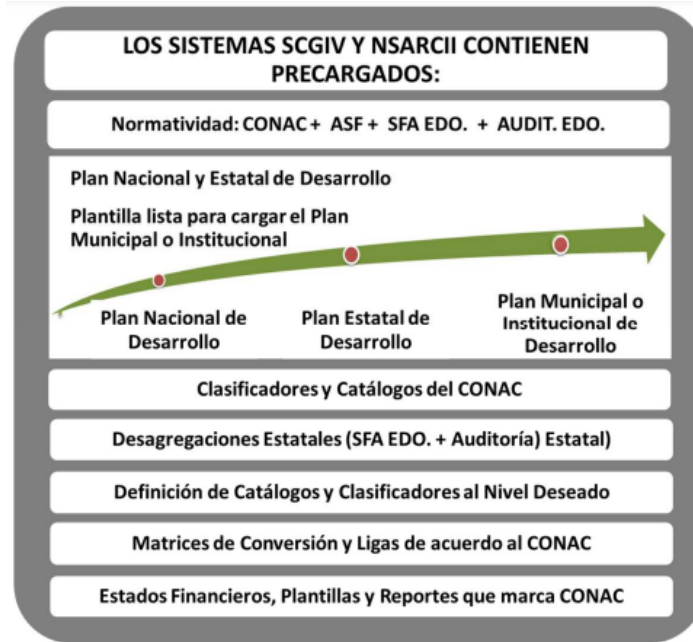 LOS SISTEMAS SCGIV Y NSARCII CONTIENEN
PRECARGADOS:
Normatividad: CONAC + ASF + SFA EDO. + AUDIT. EDO.
Plan Nacional y Estatal de Desarrollo
Plantilla lista para cargar el Plan
Municipal o Institucional
Plan Nacional de
Desarrollo
Plan Estatal de
Desarrollo
Plan Municipal o
Institucional de
Desarrollo
Clasificadores y Catálogos del CONAC
Desagregaciones Estatales (SFA EDO. + Auditoría) Estatal)
Definición de Catálogos y Clasificadores al Nivel Deseado
Matrices de Conversión y Ligas de acuerdo al CONAC
Estados Financieros, Plantillas y Reportes que marca CONAC